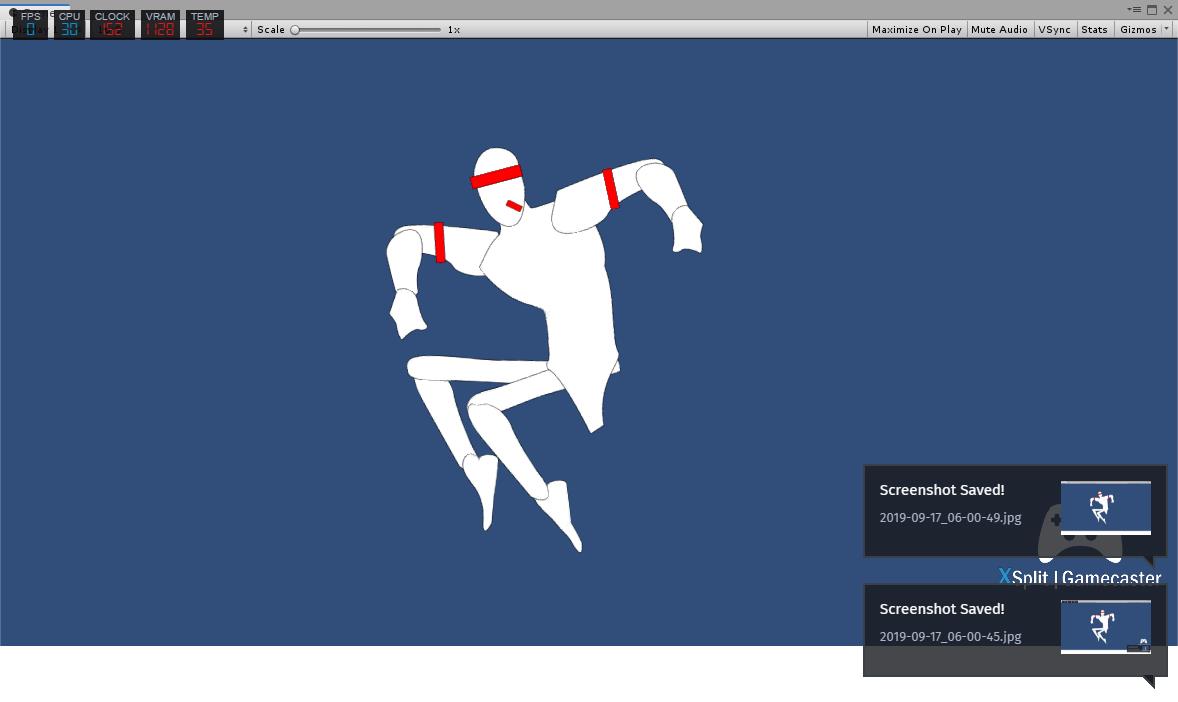 FPS CPU CLOCK VRAM TEMP
0 30 152 1128 35
Scale 1x Maximize On Play Mute Audio VSync Stats Gizmos
Screenshot Saved!
2019-09-17_06-00-49.jpg
XSplit | Gamecaster
Screenshot Saved!
2019-09-17_06-00-45.jpg